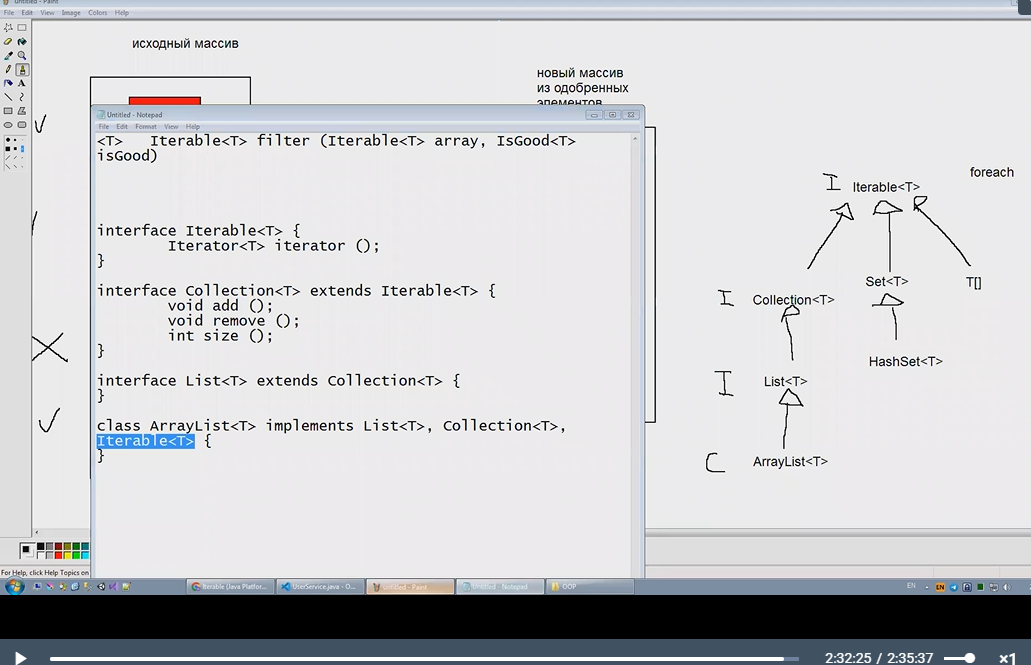 untitled - Paint
File Edit View Image Colors Help
исходный массив
новый массив
из одобренных
элементов
Untitled - Notepad
File Edit Format View Help
<T> Iterable<T> filter (Iterable<T> array, IsGood<T>
isGood)
interface Iterable<T> {
Iterator<T> iterator ();
}
interface Collection<T> extends Iterable<T> {
void add ();
void remove ();
int size ();
}
interface List<T> extends Collection<T> {
}
class ArrayList<T> implements List<T>, Collection<T>,
Iterable<T> {
}
foreach
I Iterable<T>
Set<T>
T[]
I Collection<T>
HashSet<T>
I List<T>
C ArrayList<T>
For Help, click Help Topics on
Iterable (Java Platfor...
UserService.java - O...
untitled - Paint
Untitled - Notepad
OOP
EN
EN
2:32:25 / 2:35:37
×1